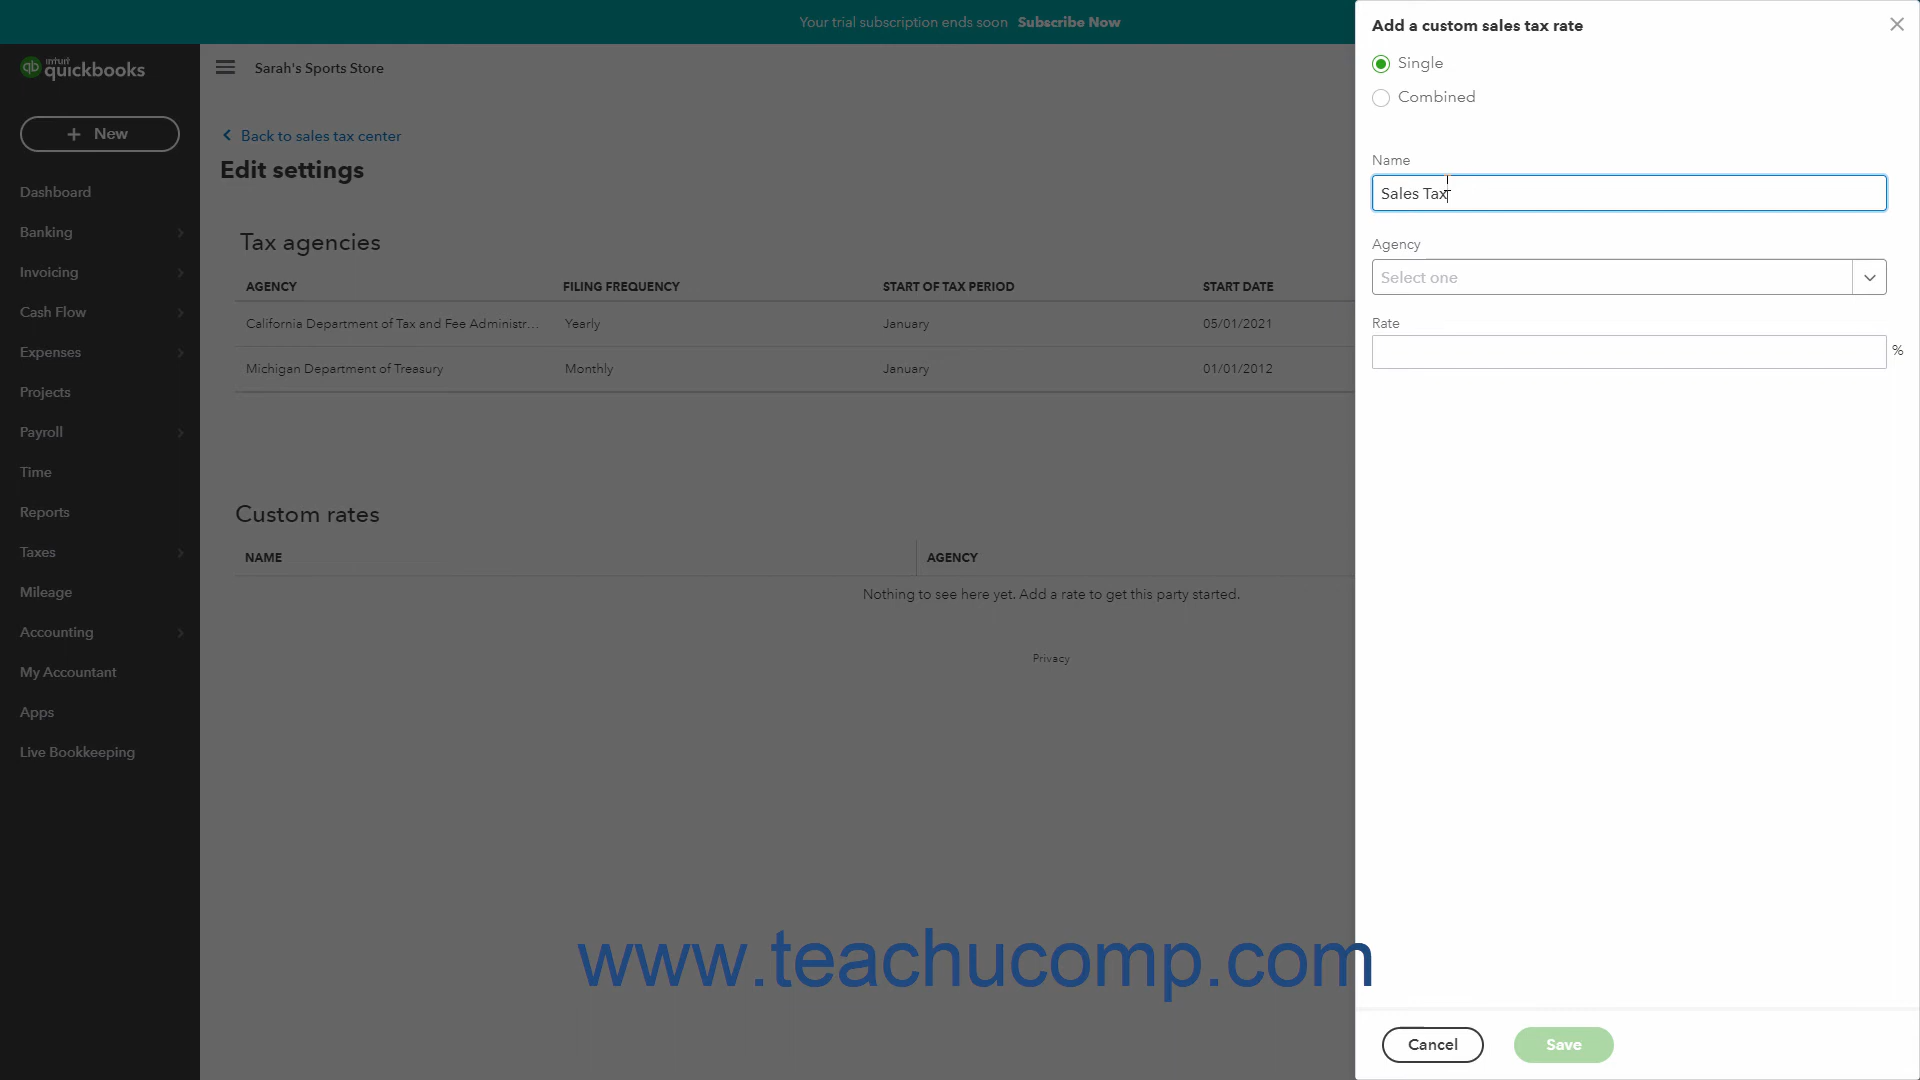 Your trial subscription ends soon Subscribe Now
intuit
qb quickbooks
Sarah's Sports Store
+ New
Dashboard
Banking
Invoicing
Cash Flow
Expenses
Projects
Payroll
Time
Reports
Taxes
Mileage
Accounting
My Accountant
Apps
Live Bookkeeping
Back to sales tax center
Edit settings
Tax agencies
AGENCY FILING FREQUENCY START OF TAX PERIOD START DATE
California Department of Tax and Fee Administr... Yearly January 05/01/2021
Michigan Department of Treasury Monthly January 01/01/2012
Custom rates
NAME AGENCY
Nothing to see here yet. Add a rate to get this party started.
Privacy
www.teachucomp.com
Add a custom sales tax rate
Single
Combined
Name
Sales Tax
Agency
Select one
Rate
%
Cancel Save